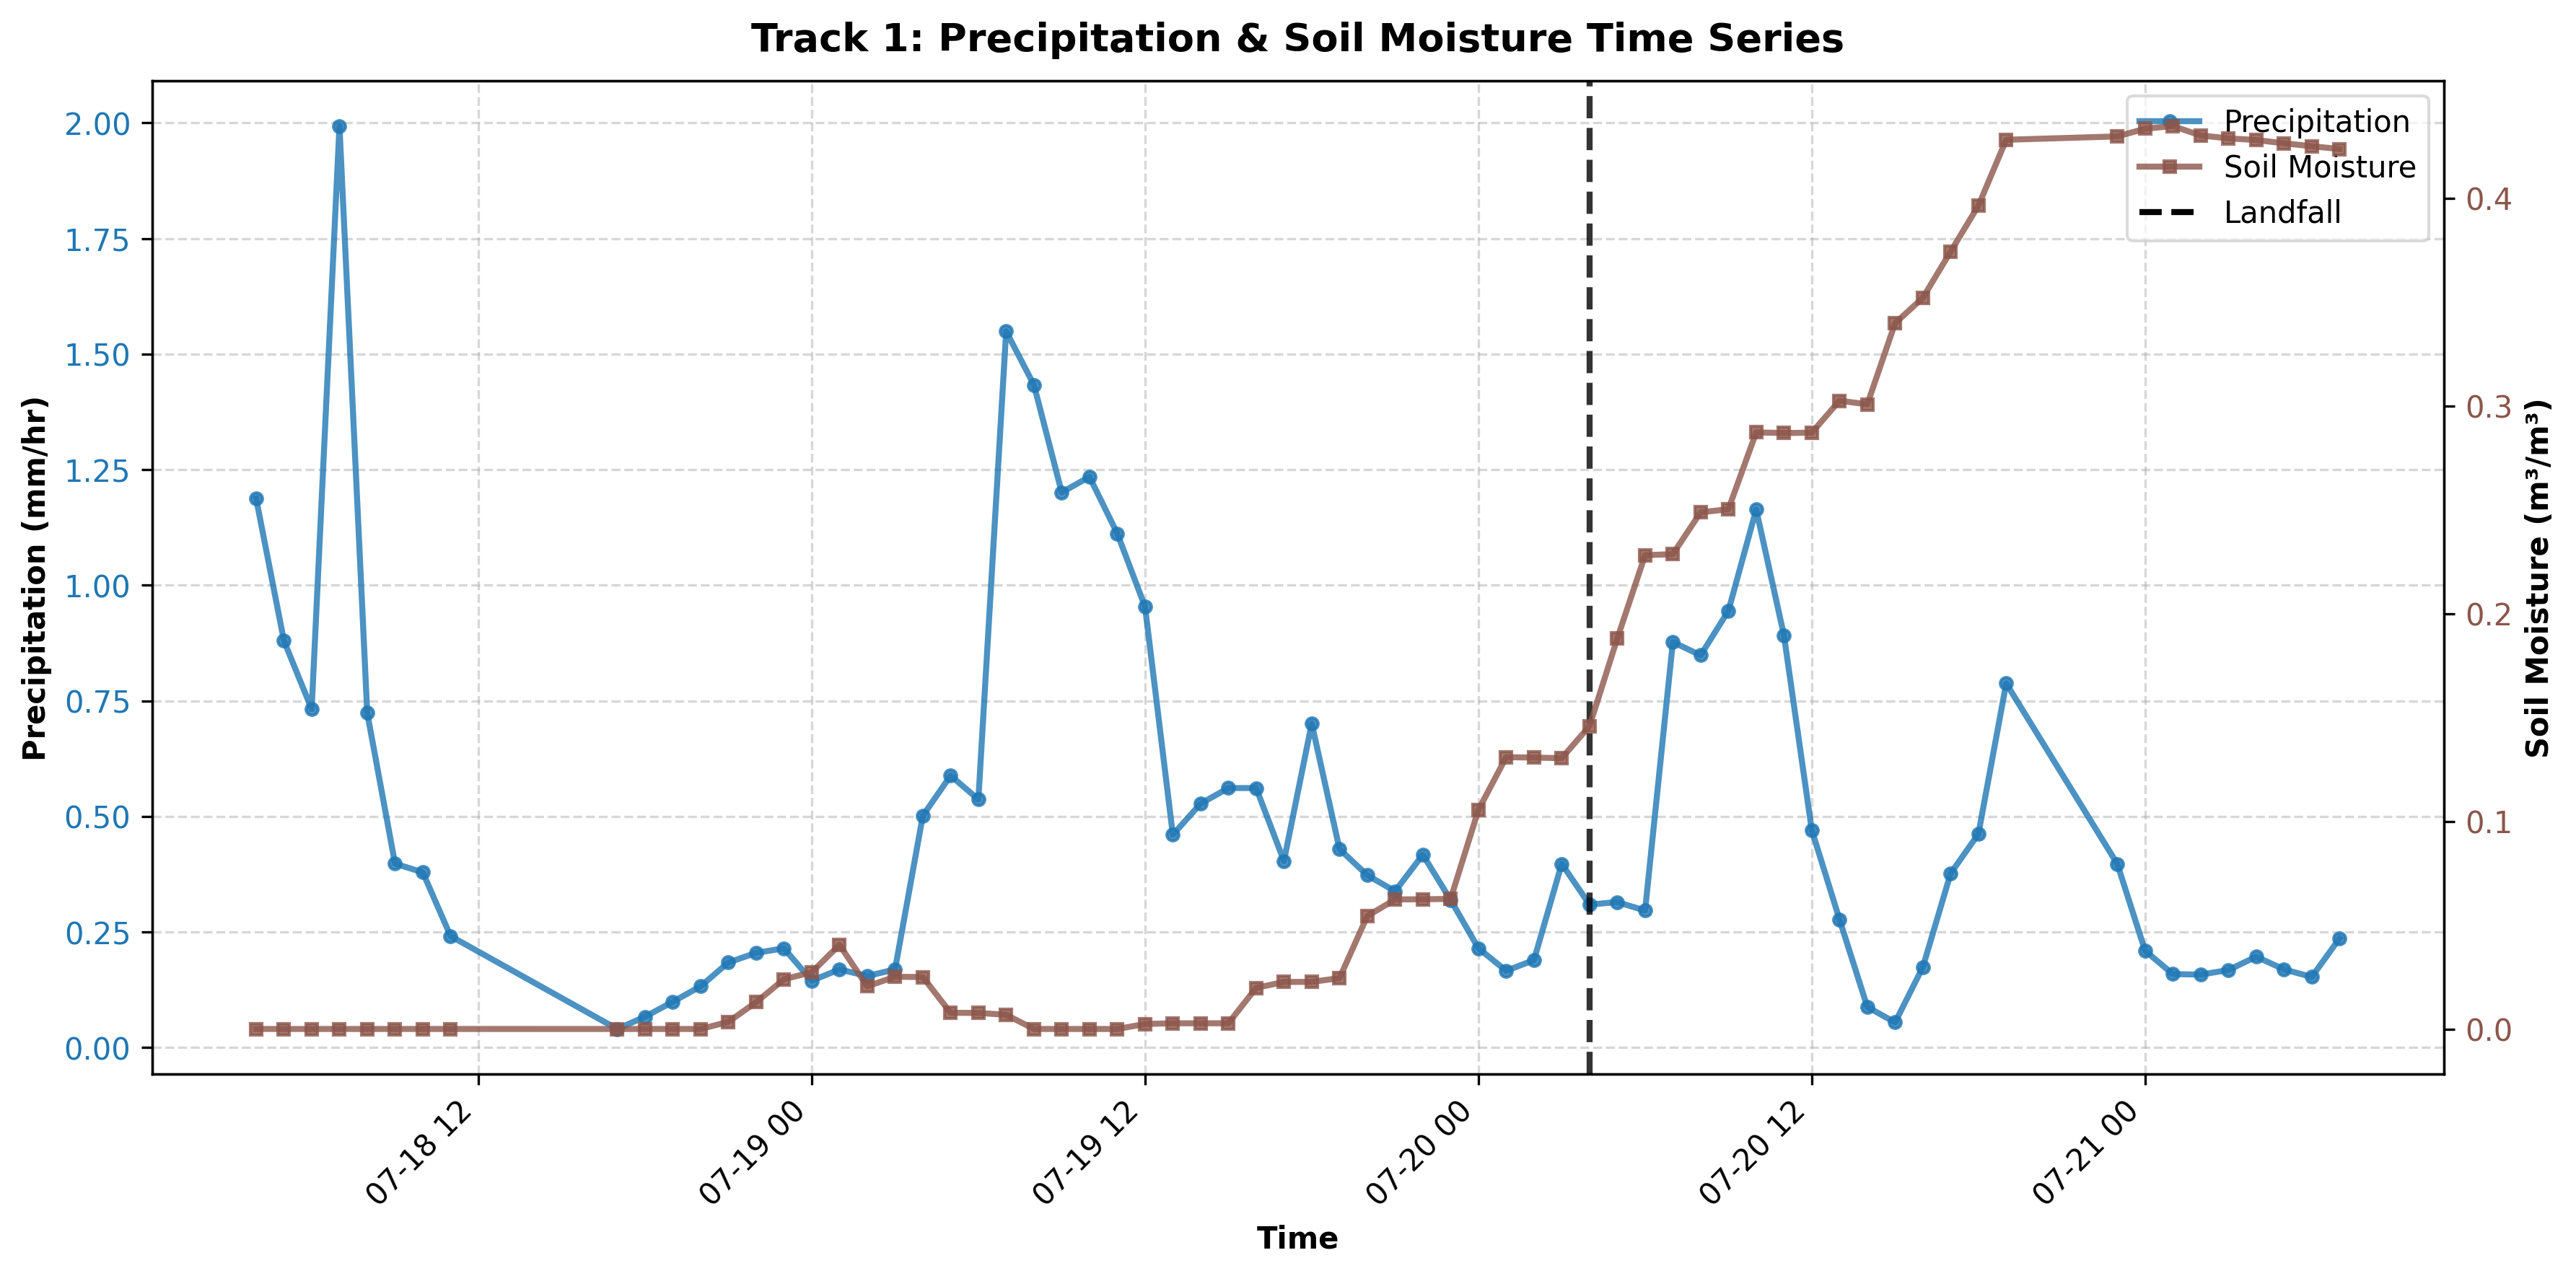 Track 1: Precipitation & Soil Moisture Time Series
Precipitation (mm/hr)
2.00
1.75
1.50
1.25
1.00
0.75
0.50
0.25
0.00
Precipitation
Soil Moisture
Landfall
0.4
0.3
0.2
0.1
0.0
Soil Moisture (m³/m³)
07-18 12
07-19 00
07-19 12
07-20 00
07-20 12
07-21 00
Time